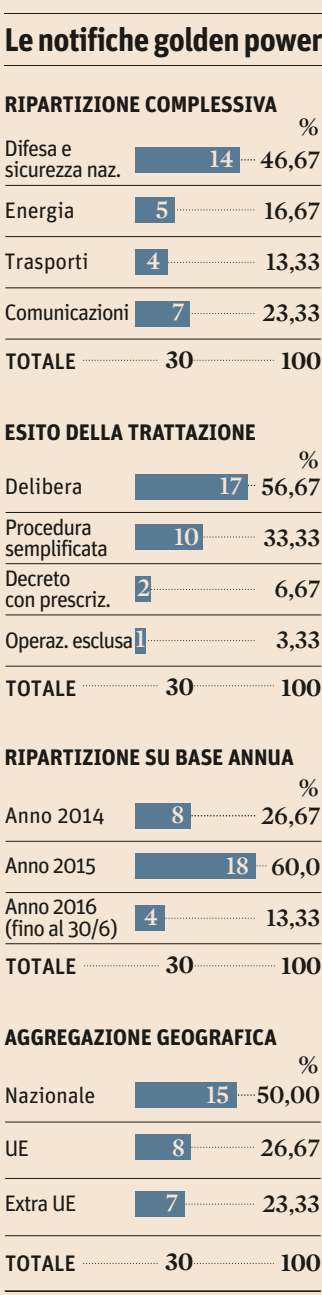 Le notifiche golden power
RIPARTIZIONE COMPLESSIVA
%
Difesa e
sicurezza naz. 14 46,67
Energia 5 16,67
Trasporti 4 13,33
Comunicazioni 7 23,33
TOTALE 30 100
ESITO DELLA TRATTAZIONE
%
Delibera 17 56,67
Procedura
semplificata 10 33,33
Decreto
con prescriz. 2 6,67
Operaz. esclusa 1 3,33
TOTALE 30 100
RIPARTIZIONE SU BASE ANNUA
%
Anno 2014 8 26,67
Anno 2015 18 60,0
Anno 2016
(fino al 30/6) 4 13,33
TOTALE 30 100
AGGREGAZIONE GEOGRAFICA
%
Nazionale 15 50,00
UE 8 26,67
Extra UE 7 23,33
TOTALE 30 100